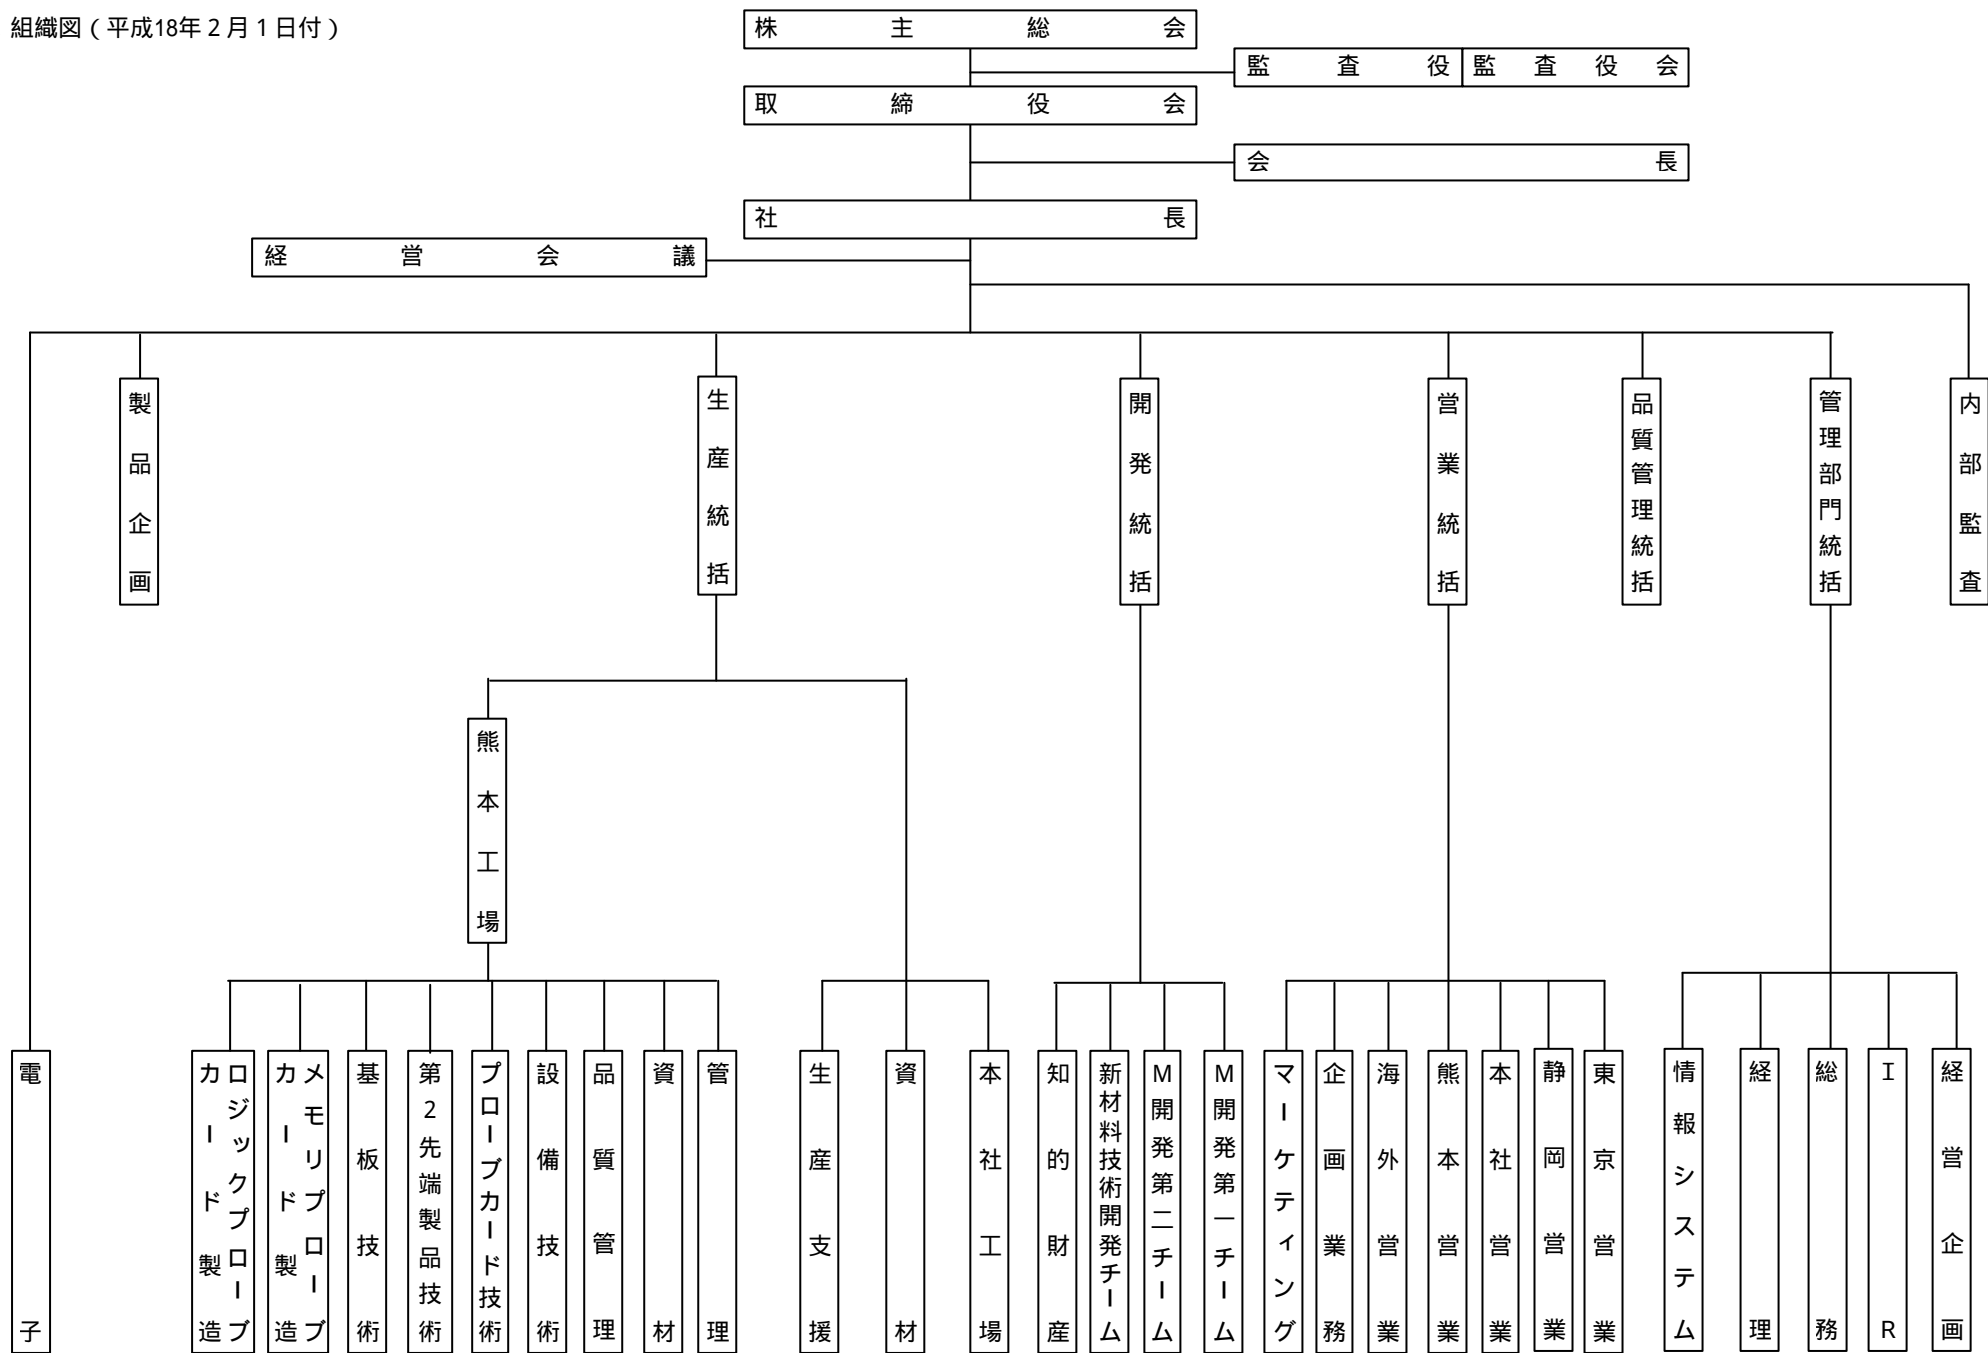 組織図（平成18年２月１日付）
株主総会
監査役
監査役会
取締役会
会長
社長
経営会議
製品企画
生産統括
開発統括
営業統括
品質管理統括
管理部門統括
内部監査
熊本工場
電子
ロジックプローブ
カード製造
メモリプローブ
カード製造
基板技術
第2先端製品技術
プローブカード技術
設備技術
品質管理
資材
管理
生産支援
資材
本社工場
知的財産
新材料技術開発チーム
M開発第二チーム
M開発第一チーム
マーケティング
企画業務
海外営業
熊本営業
本社営業
静岡営業
東京営業
情報システム
経理
総務
IR
経営企画